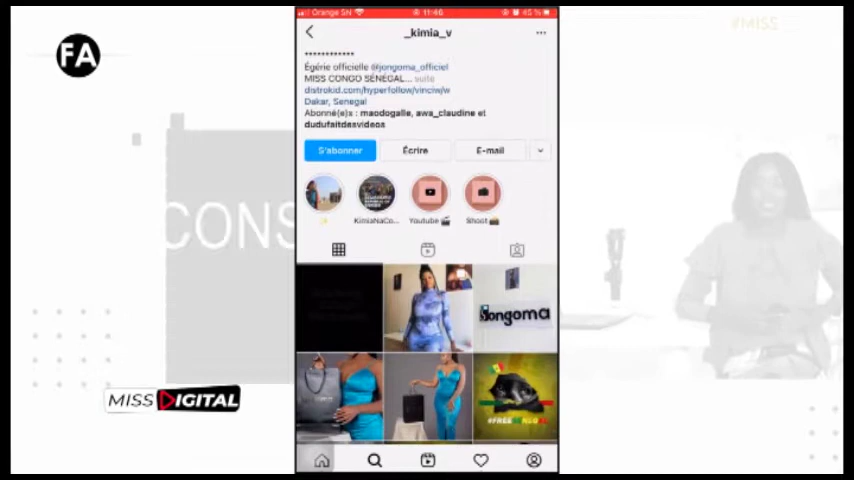 #MISS
FA
Orange SN
11:46
45 %
_kimia_v
************
Égérie officielle @jongoma_officiel
MISS CONGO SÉNÉGAL... suite
distrokid.com/hyperfollow/vinciw/w
Dakar, Senegal
Abonné(e)s : maodogalle, awa_claudine et
dudufaitdesvideos
S'abonner
Écrire
E-mail
KimiaNaCo...
Youtube
Shoot
CONS
Jongoma
#FREESENEGAL
MISS DIGITAL